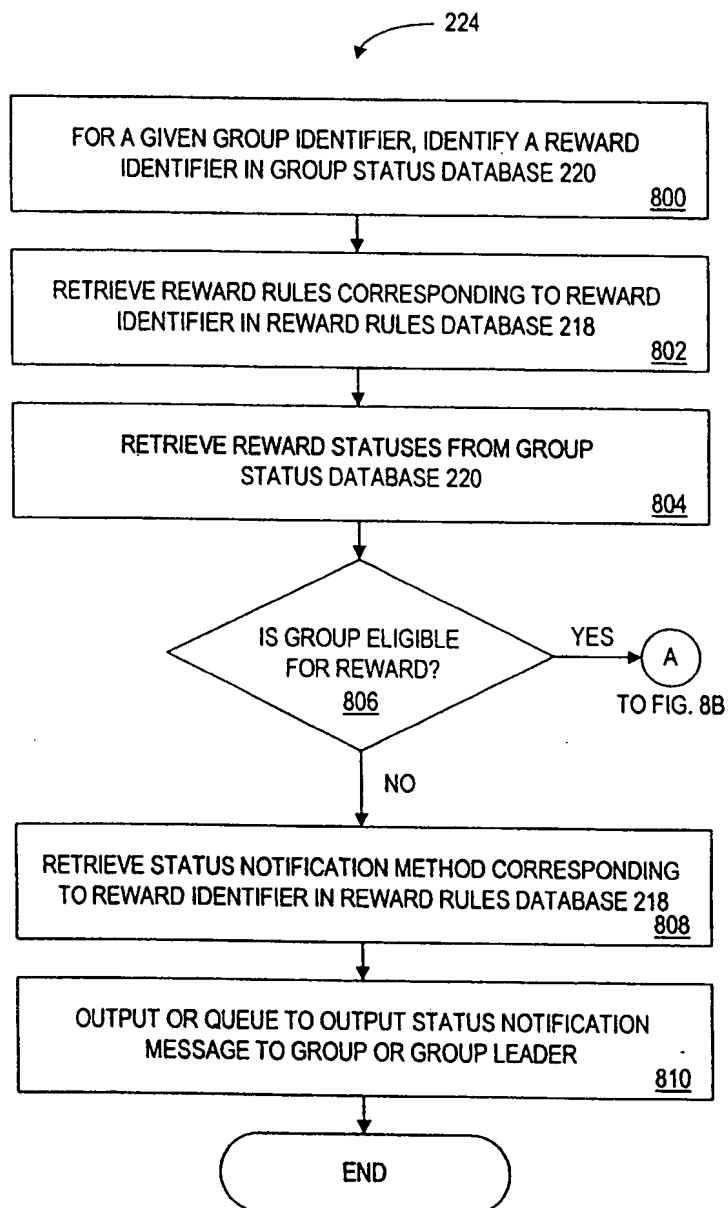 224
FOR A GIVEN GROUP IDENTIFIER, IDENTIFY A REWARD
IDENTIFIER IN GROUP STATUS DATABASE 220
800
RETRIEVE REWARD RULES CORRESPONDING TO REWARD
IDENTIFIER IN REWARD RULES DATABASE 218
802
RETRIEVE REWARD STATUSES FROM GROUP
STATUS DATABASE 220
804
IS GROUP ELIGIBLE
FOR REWARD?
806
YES
A
TO FIG. 8B
NO
RETRIEVE STATUS NOTIFICATION METHOD CORRESPONDING
TO REWARD IDENTIFIER IN REWARD RULES DATABASE 218
808
OUTPUT OR QUEUE TO OUTPUT STATUS NOTIFICATION
MESSAGE TO GROUP OR GROUP LEADER
810
END